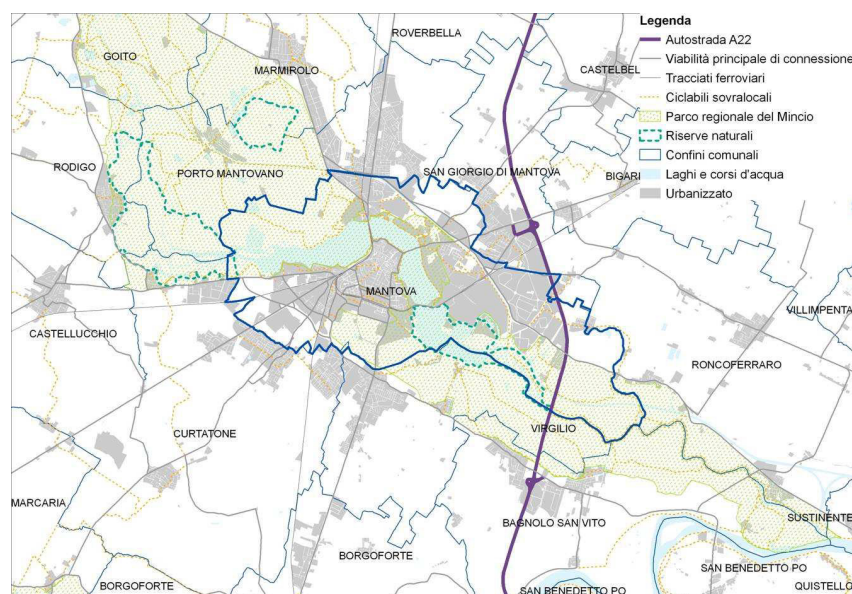 Legenda
Autostrada A22
Viabilità principale di connessione
Tracciati ferroviari
Ciclabili sovralocali
Parco regionale del Mincio
Riserve naturali
Confini comunali
Laghi e corsi d'acqua
Urbanizzato
ROVERBELLA
GOITO
MARMIROLO
CASTELBEL
RODIGO
PORTO MANTOVANO
SAN GIORGIO DI MANTOVA
BIGARI
MANTOVA
VILLIMPENTA
CASTELLUCCHIO
RONCOFERRARO
CURTATONE
VIRGILIO
MARCARIA
BAGNOLO SAN VITO
SUSTINENTE
BORGOFORTE
SAN BENEDETTO PO
BORGOFORTE
SAN BENEDETTO PO
QUISTELLO